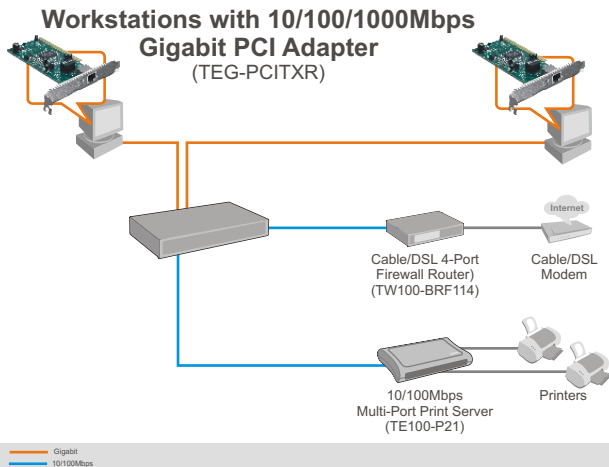 Workstations with 10/100/1000Mbps
Gigabit PCI Adapter
(TEG-PCITXR)
Internet
Cable/DSL 4-Port
Firewall Router)
(TW100-BRF114)
Cable/DSL
Modem
10/100Mbps
Multi-Port Print Server
(TE100-P21)
Printers
Gigabit
10/100Mbps